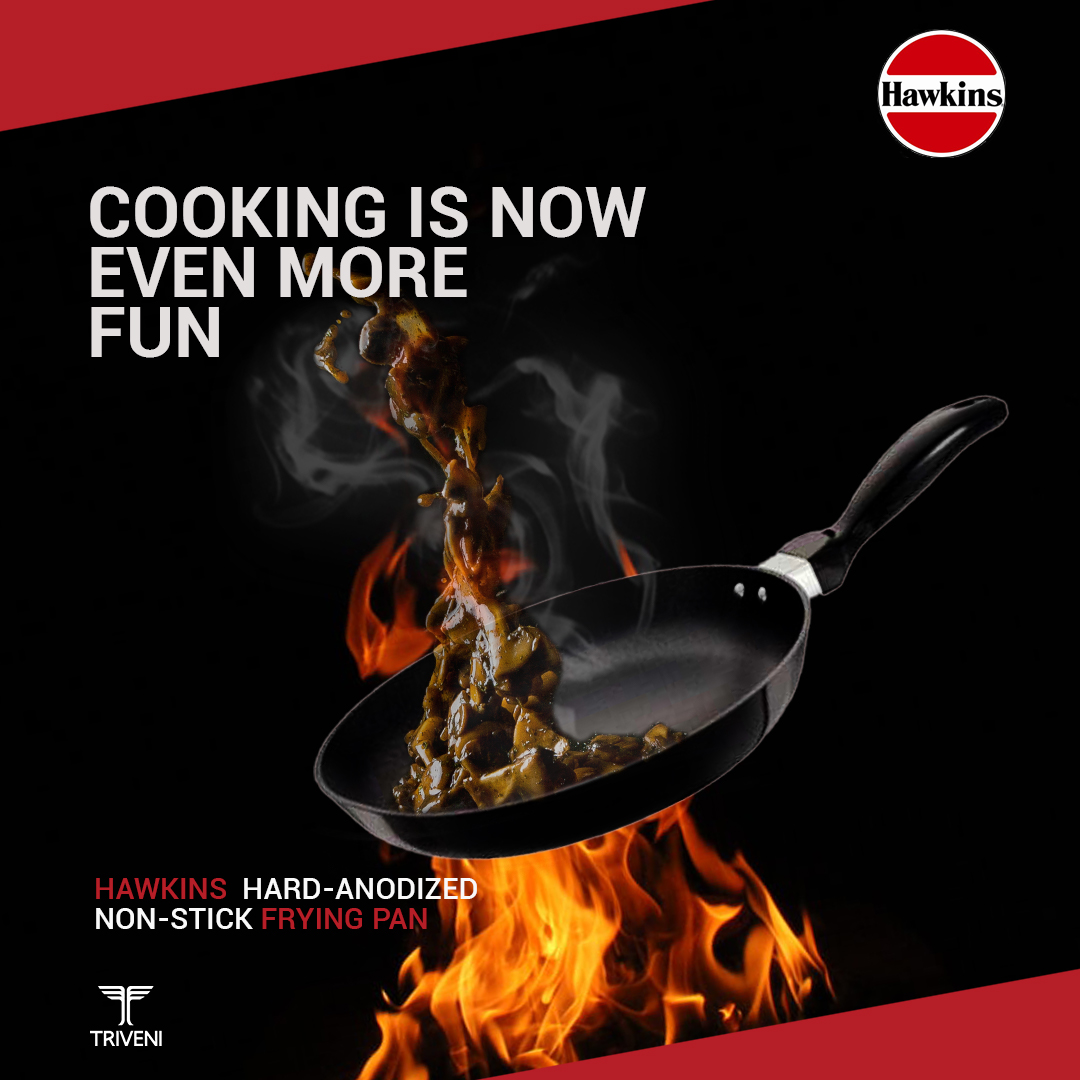 Hawkins
COOKING IS NOW
EVEN MORE
FUN
HAWKINS HARD-ANODIZED
NON-STICK FRYING PAN
TRIVENI